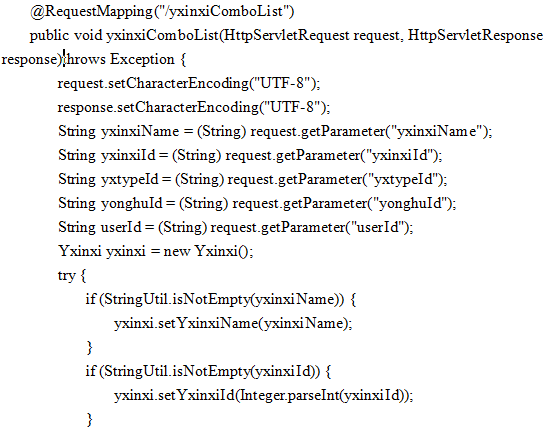 @RequestMapping("/yxinxiComboList")
public void yxinxiComboList(HttpServletRequest request, HttpServletResponse
response)throws Exception {
request.setCharacterEncoding("UTF-8");
response.setCharacterEncoding("UTF-8");
String yxinxiName = (String) request.getParameter("yxinxiName");
String yxinxiId = (String) request.getParameter("yxinxiId");
String yxtypeId = (String) request.getParameter("yxtypeId");
String yonghuId = (String) request.getParameter("yonghuId");
String userId = (String) request.getParameter("userId");
Yxinxi yxinxi = new Yxinxi();
try {
if (StringUtil.isNotEmpty(yxinxiName)) {
yxinxi.setYxinxiName(yxinxiName);
}
if (StringUtil.isNotEmpty(yxinxiId)) {
yxinxi.setYxinxiId(Integer.parseInt(yxinxiId));
}